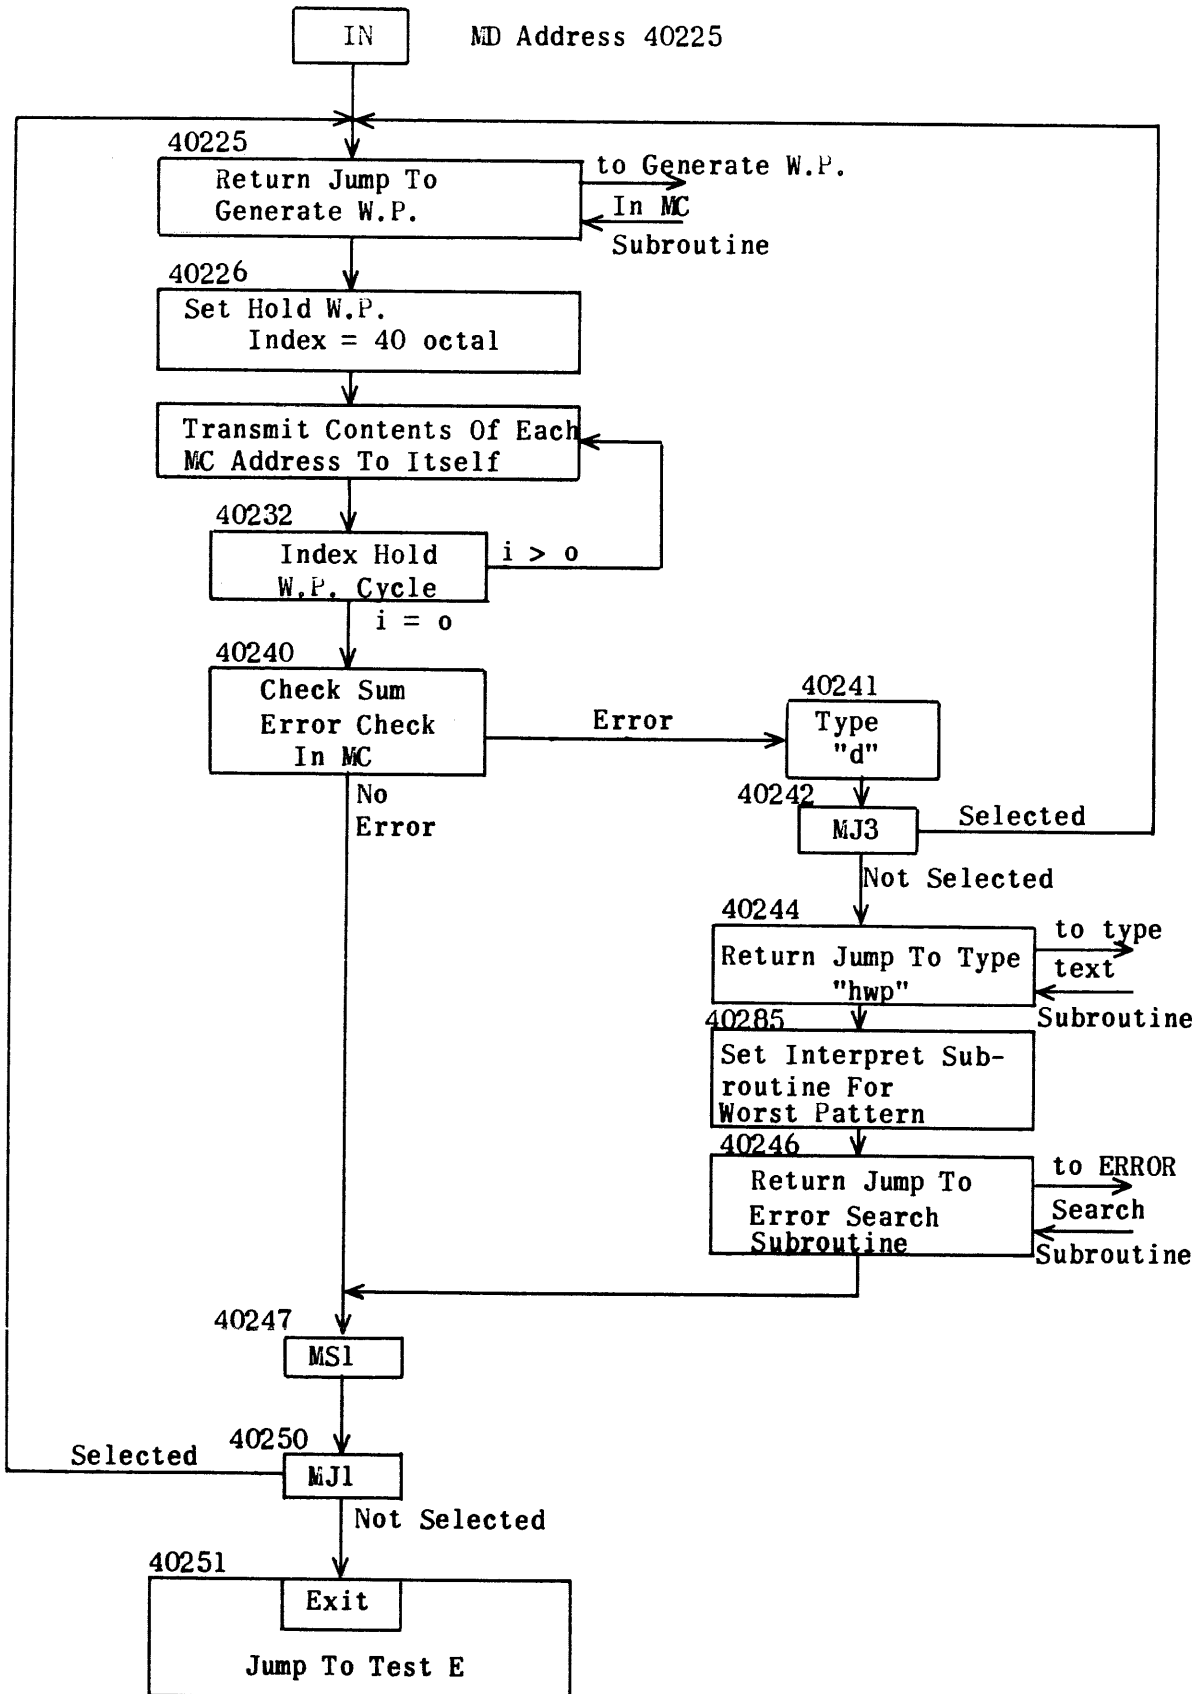 IN
MD Address 40225
40225
Return Jump To
Generate W.P.
to Generate W.P.
In MC
Subroutine
40226
Set Hold W.P.
Index = 40 octal
Transmit Contents Of Each
MC Address To Itself
40232
Index Hold
W.P. Cycle
i > o
i = o
40240
Check Sum
Error Check
In MC
Error
No
Error
40241
Type
"d"
40242
MJ3
Selected
Not Selected
40244
Return Jump To Type
"hwp"
to type
text
Subroutine
40285
Set Interpret Sub-
routine For
Worst Pattern
40246
Return Jump To
Error Search
Subroutine
to ERROR
Search
Subroutine
40247
MS1
40250
MJ1
Selected
Not Selected
40251
Exit
Jump To Test E